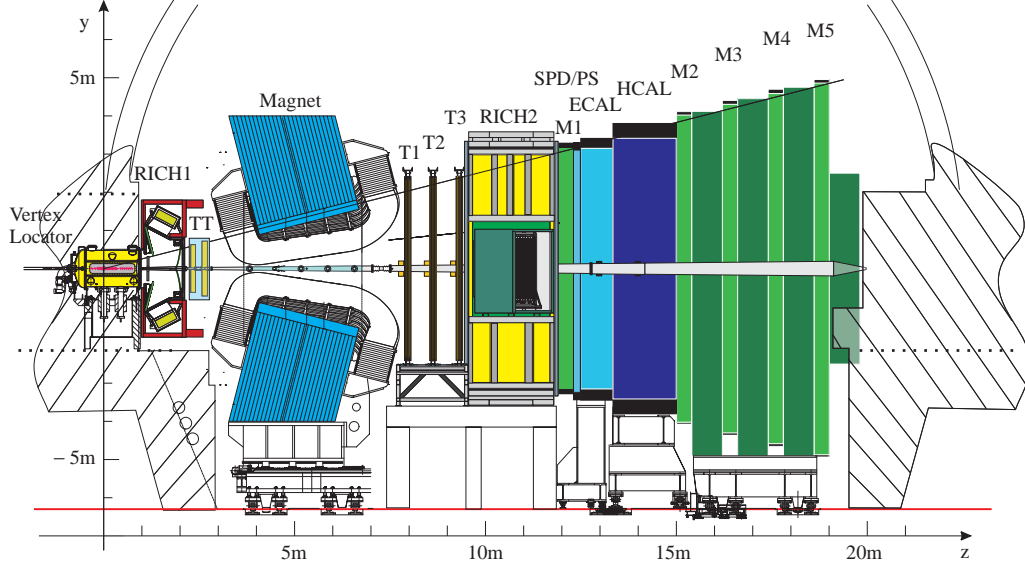 y
5m
Magnet
RICH1
Vertex
Locator
TT
T1
T2
T3
RICH2
M1
SPD/PS
ECAL
HCAL
M2
M3
M4
M5
− 5m
5m
10m
15m
20m
z